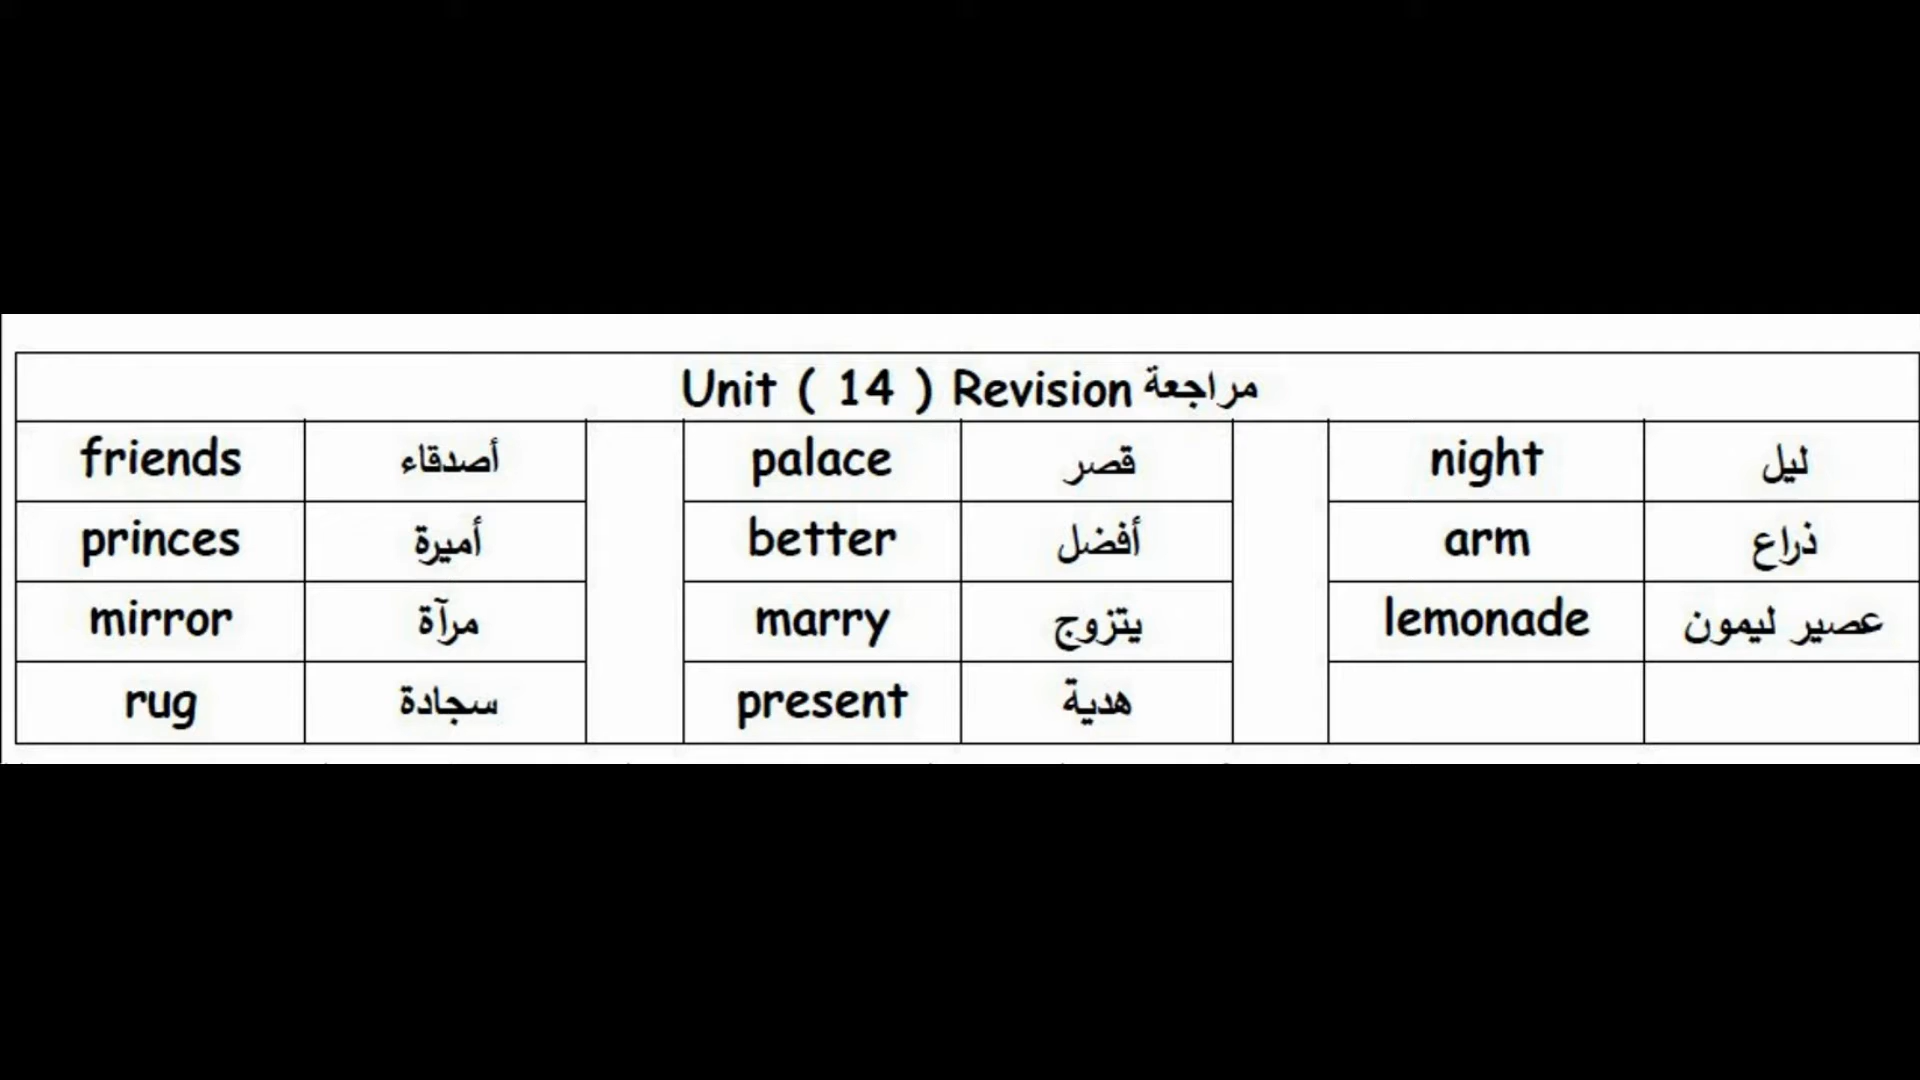 Unit ( 14 ) Revision مراجعة
friends أصدقاء palace قصر night ليل
princes أميرة better أفضل arm ذراع
mirror مرآة marry يتزوج lemonade عصير ليمون
rug سجادة present هدية